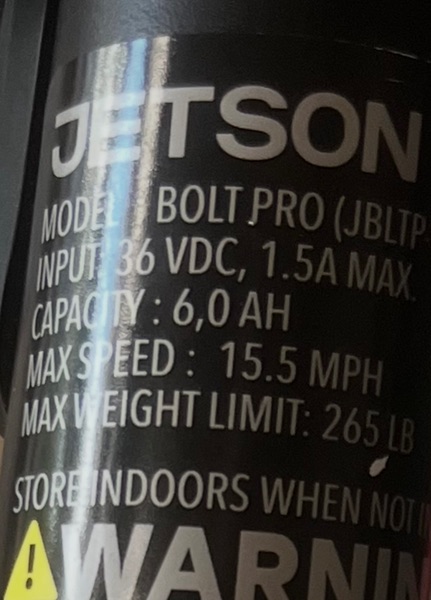 JETSON
MODEL BOLT PRO (JBLTP-
INPUT: 36 VDC, 1.5A MAX.
CAPACITY : 6,0 AH
MAX SPEED : 15.5 MPH
MAX WEIGHT LIMIT: 265 LB
STORE INDOORS WHEN NOT
WARNIN